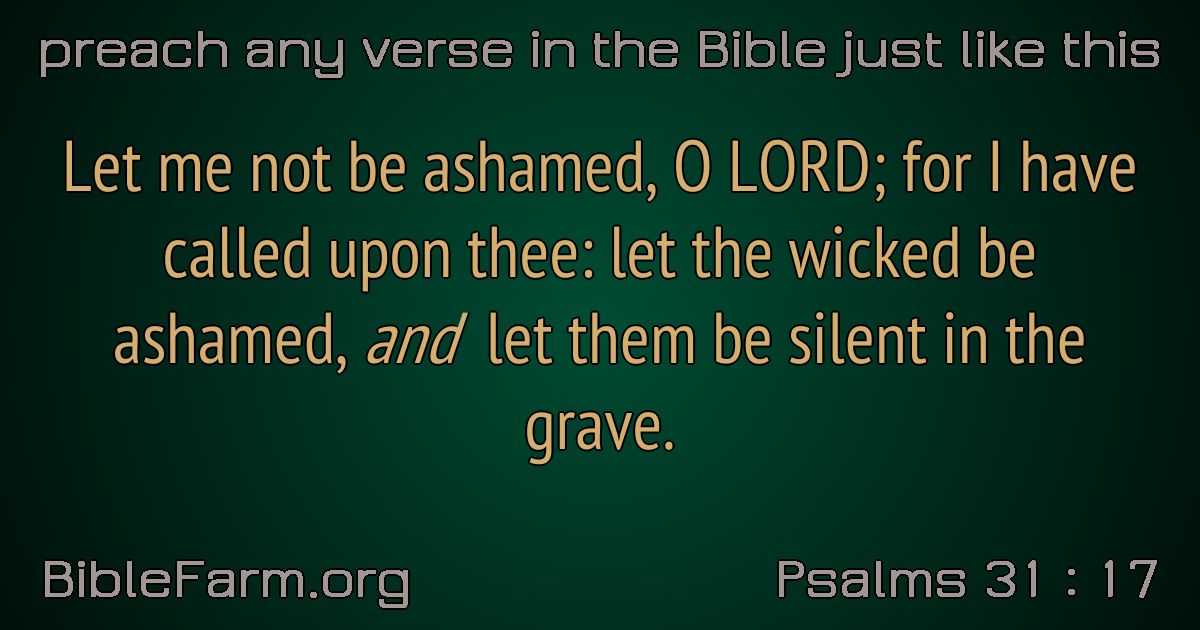 preach any verse in the Bible just like this
Let me not be ashamed, O LORD; for I have
called upon thee: let the wicked be
ashamed, and let them be silent in the
grave.
BibleFarm.org
Psalms 31 : 17